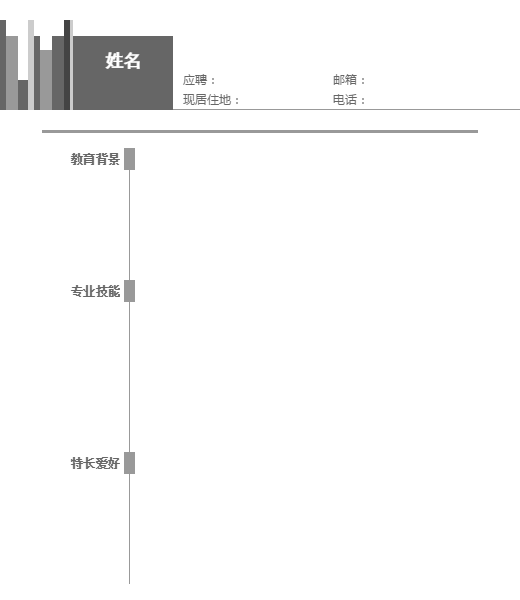 姓名
应聘： 邮箱：
现居住地： 电话：
教育背景
专业技能
特长爱好